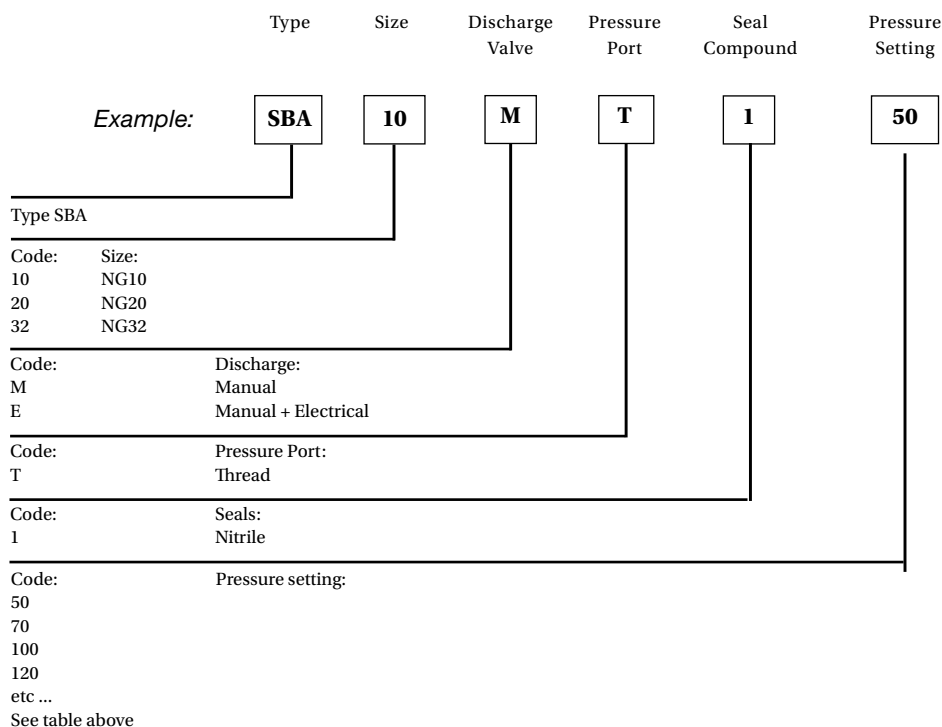 Type Size Discharge Valve Pressure Port Seal Compound Pressure Setting
Example: SBA 10 M T 1 50
Type SBA
Code: Size:
10 NG10
20 NG20
32 NG32
Code: Discharge:
M Manual
E Manual + Electrical
Code: Pressure Port:
T Thread
Code: Seals:
1 Nitrile
Code: Pressure setting:
50
70
100
120
etc ...
See table above